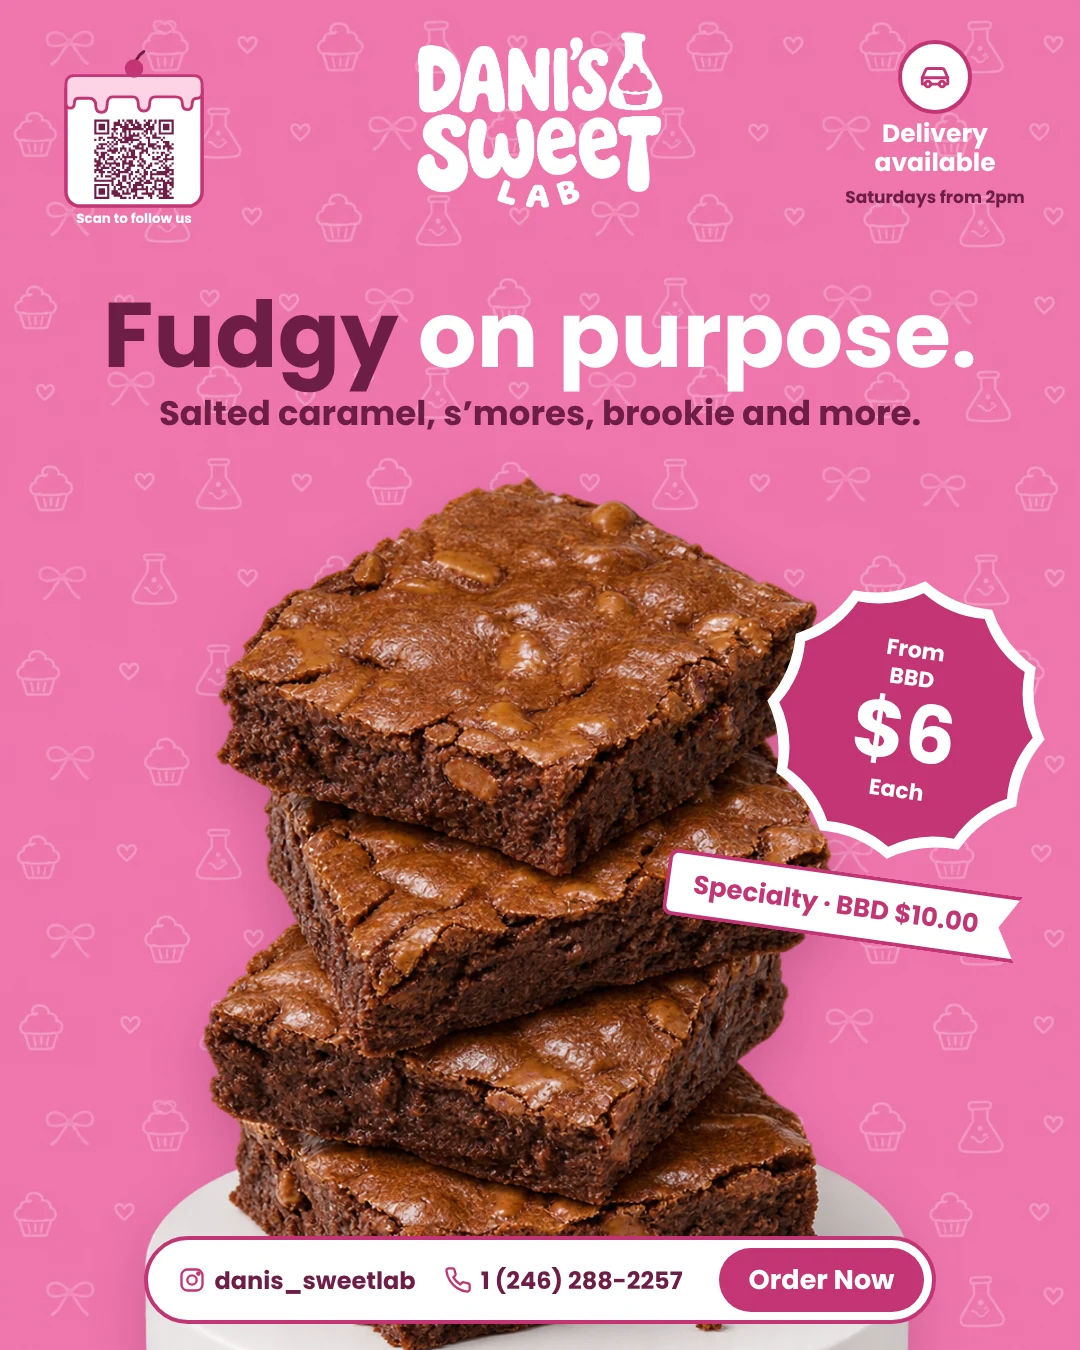 DANI'S
SWEET
LAB
Scan to follow us
Delivery
available
Saturdays from 2pm
Fudgy on purpose.
Salted caramel, s’mores, brookie and more.
From
BBD
$6
Each
Specialty · BBD $10.00
danis_sweetlab
1 (246) 288-2257
Order Now